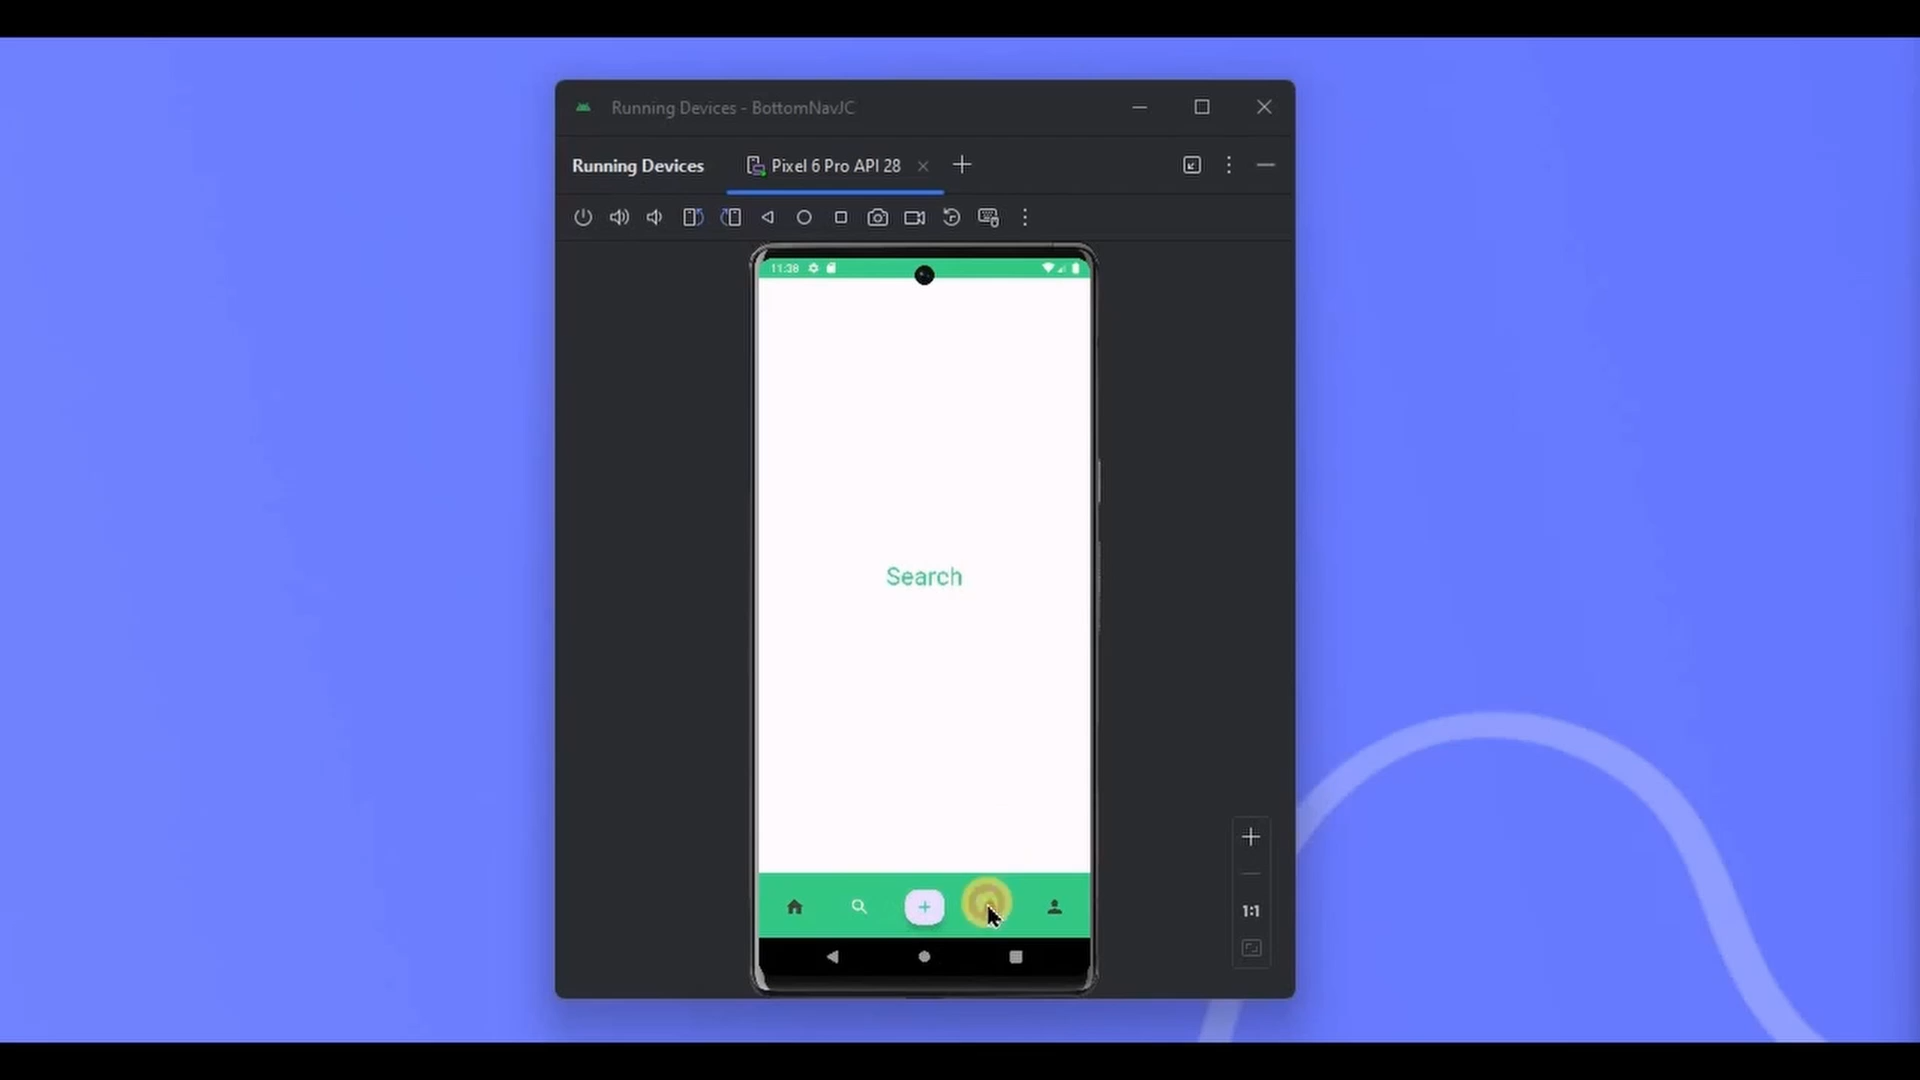 Running Devices - BottomNavJC
Running Devices
Pixel 6 Pro API 28
11:38
Search
1:1